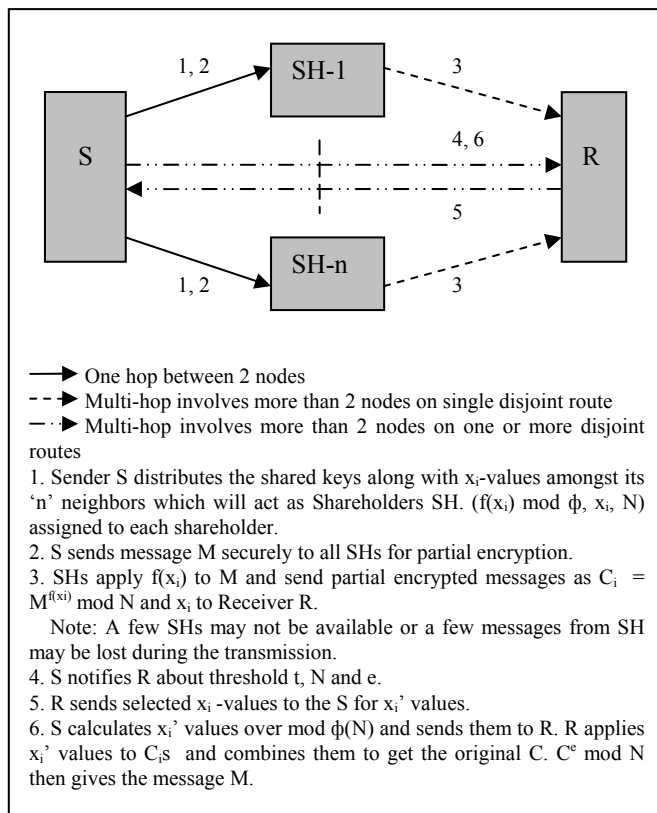 1, 2
SH-1
3
S
4, 6
R
5
SH-n
1, 2
3
One hop between 2 nodes
Multi-hop involves more than 2 nodes on single disjoint route
Multi-hop involves more than 2 nodes on one or more disjoint
routes
1. Sender S distributes the shared keys along with xᵢ-values amongst its
‘n’ neighbors which will act as Shareholders SH. (f(xᵢ) mod ф, xᵢ, N)
assigned to each shareholder.
2. S sends message M securely to all SHs for partial encryption.
3. SHs apply f(xᵢ) to M and send partial encrypted messages as Cᵢ =
M^f(xi) mod N and xᵢ to Receiver R.
Note: A few SHs may not be available or a few messages from SH
may be lost during the transmission.
4. S notifies R about threshold t, N and e.
5. R sends selected xᵢ -values to the S for xᵢ’ values.
6. S calculates xᵢ’ values over mod ф(N) and sends them to R. R applies
xᵢ’ values to Cᵢs and combines them to get the original C. Cᵉ mod N
then gives the message M.